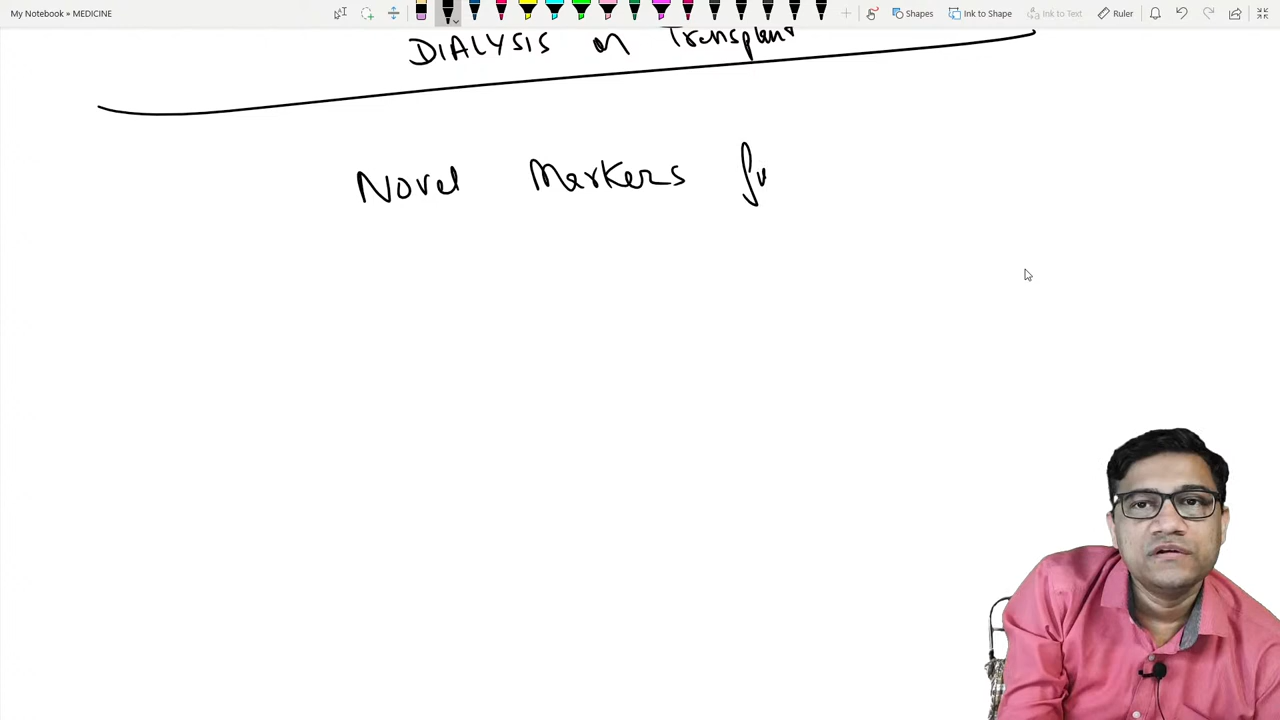 My Notebook » MEDICINE
Shapes Ink to Shape Ink to Text Ruler
DIALYSIS or Transplant
Novel Markers